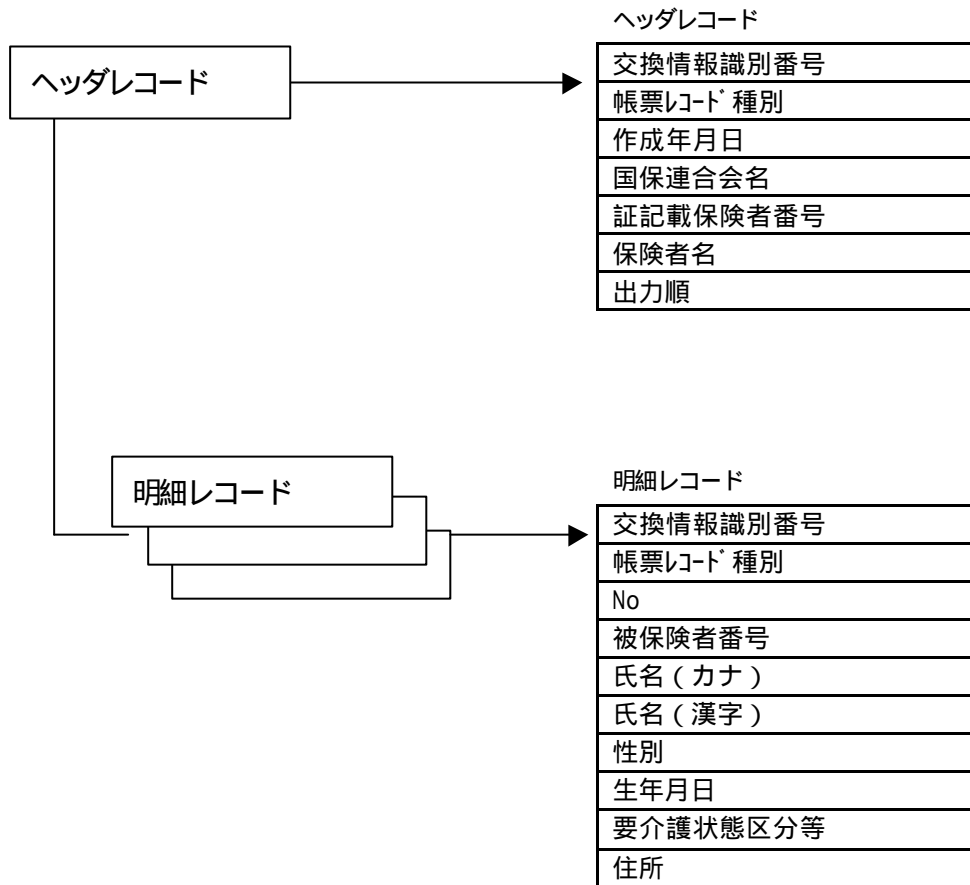 ヘッダレコード
ヘッダレコード
交換情報識別番号
帳票ﾚｺｰﾄﾞ種別
作成年月日
国保連合会名
証記載保険者番号
保険者名
出力順
明細レコード
明細レコード
交換情報識別番号
帳票ﾚｺｰﾄﾞ種別
No
被保険者番号
氏名(カナ)
氏名(漢字)
性別
生年月日
要介護状態区分等
住所